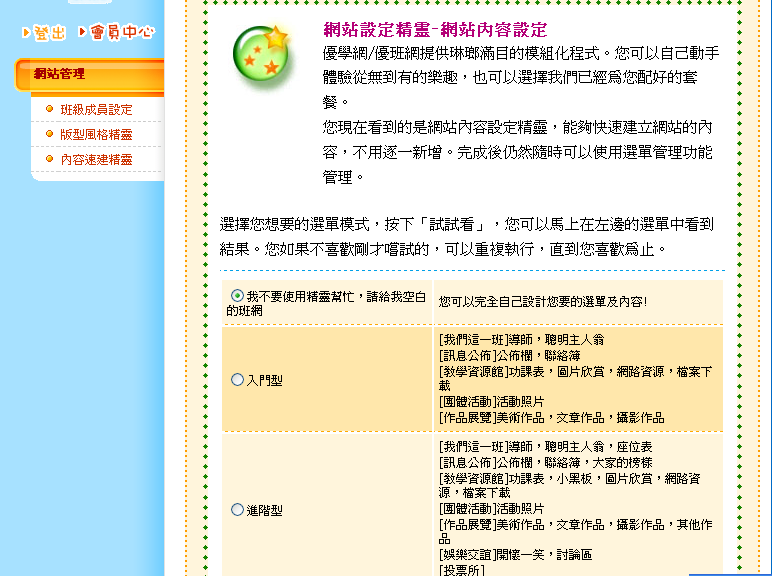 登出 會員中心
網站管理
班級成員設定
版型風格精靈
內容速建精靈
網站設定精靈-網站內容設定
優學網/優班網提供琳瑯滿目的模組化程式。您可以自己動手
體驗從無到有的樂趣，也可以選擇我們已經為您配好的套
餐。
您現在看到的是網站內容設定精靈，能夠快速建立網站的內
容，不用逐一新增。完成後仍然隨時可以使用選單管理功能
管理。
選擇您想要的選單模式，按下「試試看」，您可以馬上在左邊的選單中看到
結果。您如果不喜歡剛才嚐試的，可以重複執行，直到您喜歡為止。
我不要使用精靈幫忙，請給我空白
的班網
您可以完全自己設計您要的選單及內容!
入門型
[我們這一班]導師，聰明主人翁
[訊息公佈]公佈欄，聯絡簿
[教學資源館]功課表，圖片欣賞，網路資源，檔案下
載
[團體活動]活動照片
[作品展覽]美術作品，文章作品，攝影作品
進階型
[我們這一班]導師，聰明主人翁，座位表
[訊息公佈]公佈欄，聯絡簿，大家的榜樣
[教學資源館]功課表，小黑板，圖片欣賞，網路資
源，檔案下載
[團體活動]活動照片
[作品展覽]美術作品，文章作品，攝影作品，其他作
品
[娛樂交誼]開懷一笑，討論區
[投票所]